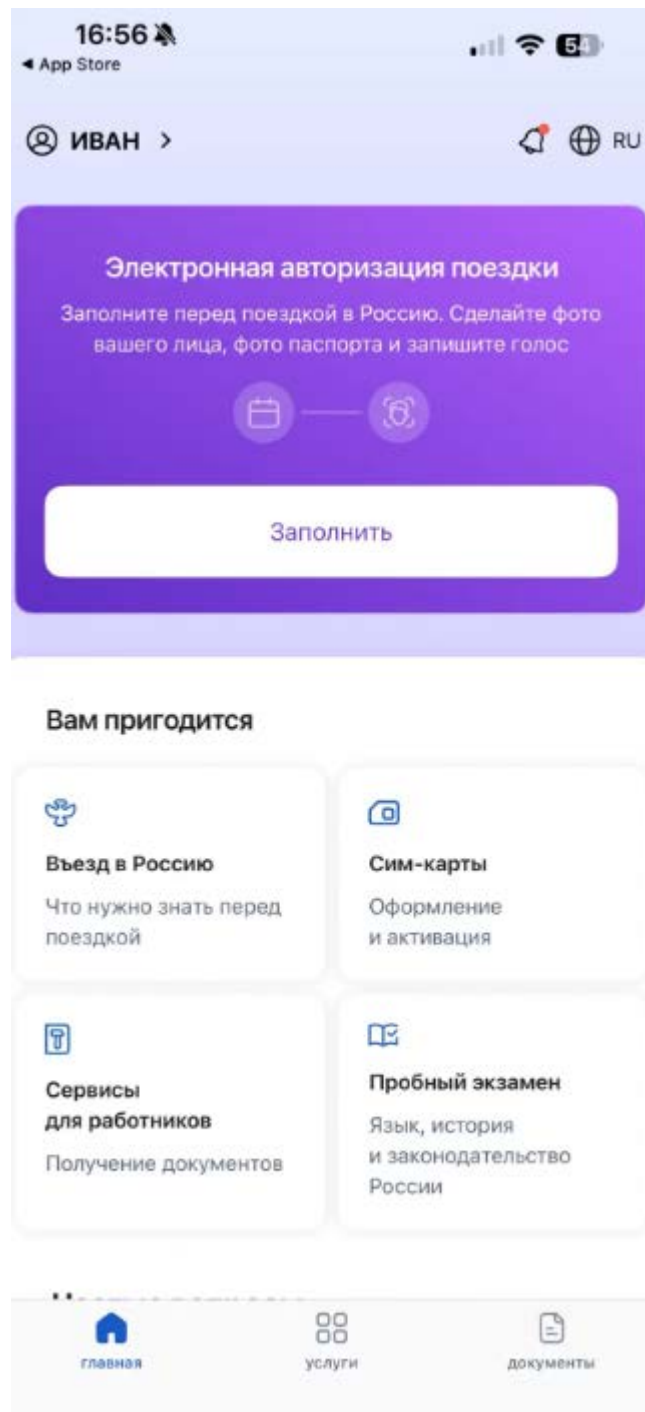 16:56
◀ App Store
54
ИВАН >
RU
Электронная авторизация поездки
Заполните перед поездкой в Россию. Сделайте фото
вашего лица, фото паспорта и запишите голос
Заполнить
Вам пригодится
Въезд в Россию
Что нужно знать перед
поездкой
Сим-карты
Оформление
и активация
Сервисы
для работников
Получение документов
Пробный экзамен
Язык, история
и законодательство
России
главная
услуги
документы